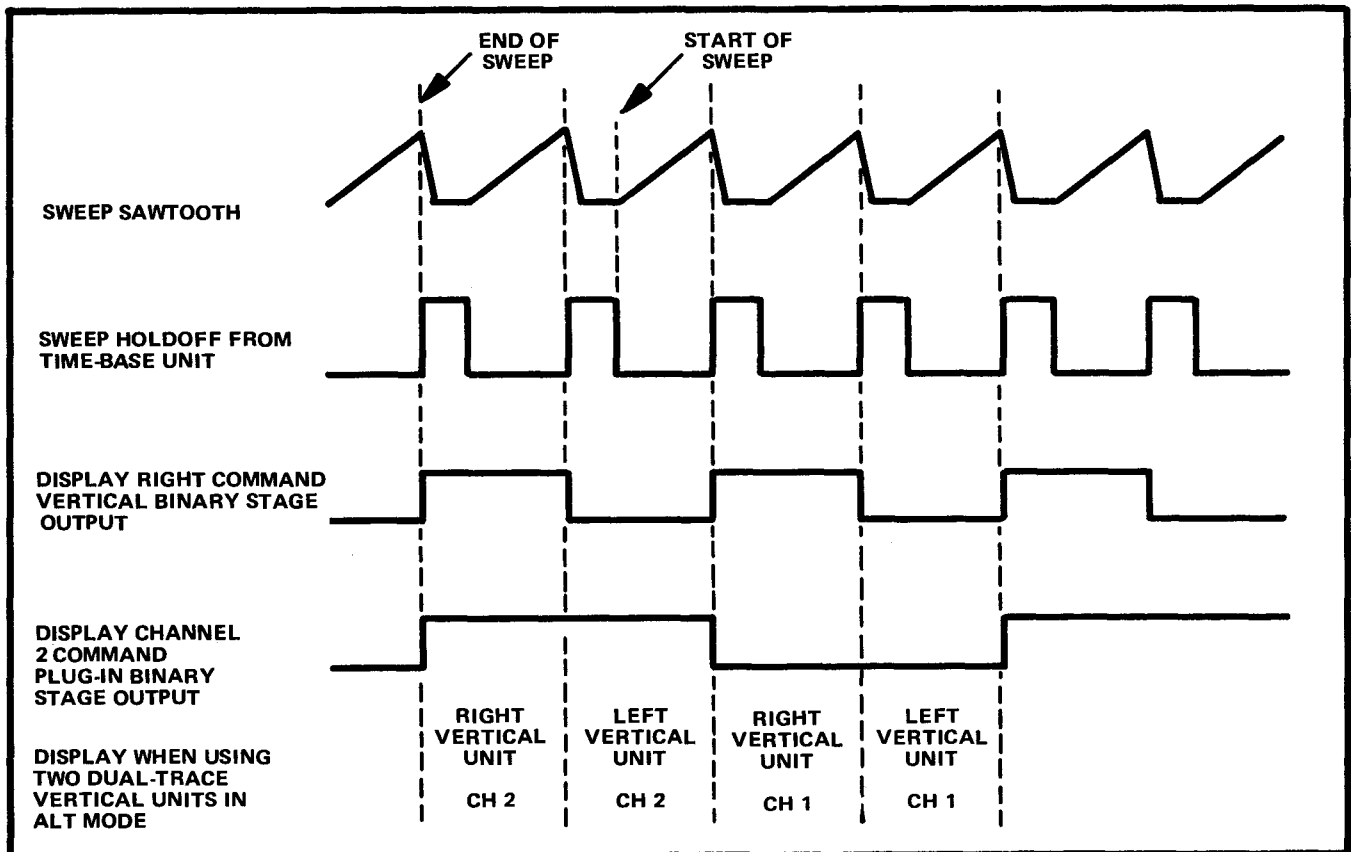 END OF
SWEEP
START OF
SWEEP
SWEEP SAWTOOTH
SWEEP HOLDOFF FROM
TIME-BASE UNIT
DISPLAY RIGHT COMMAND
VERTICAL BINARY STAGE
OUTPUT
DISPLAY CHANNEL
2 COMMAND
PLUG-IN BINARY
STAGE OUTPUT
DISPLAY WHEN USING
TWO DUAL-TRACE
VERTICAL UNITS IN
ALT MODE
RIGHT
VERTICAL
UNIT
CH 2
LEFT
VERTICAL
UNIT
CH 2
RIGHT
VERTICAL
UNIT
CH 1
LEFT
VERTICAL
UNIT
CH 1